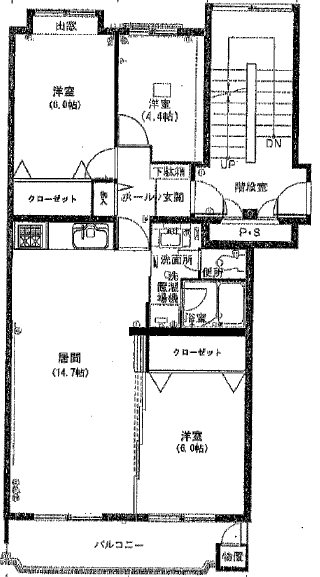 出窓
洋室
(6.0帖)
洋室
(4.4帖)
UP
DN
下駄箱
階段室
クローゼット
ホール
玄関
P・S
洗面所
洗濯機置場
便所
浴室
居間
(14.7帖)
クローゼット
洋室
(6.0帖)
バルコニー
物置